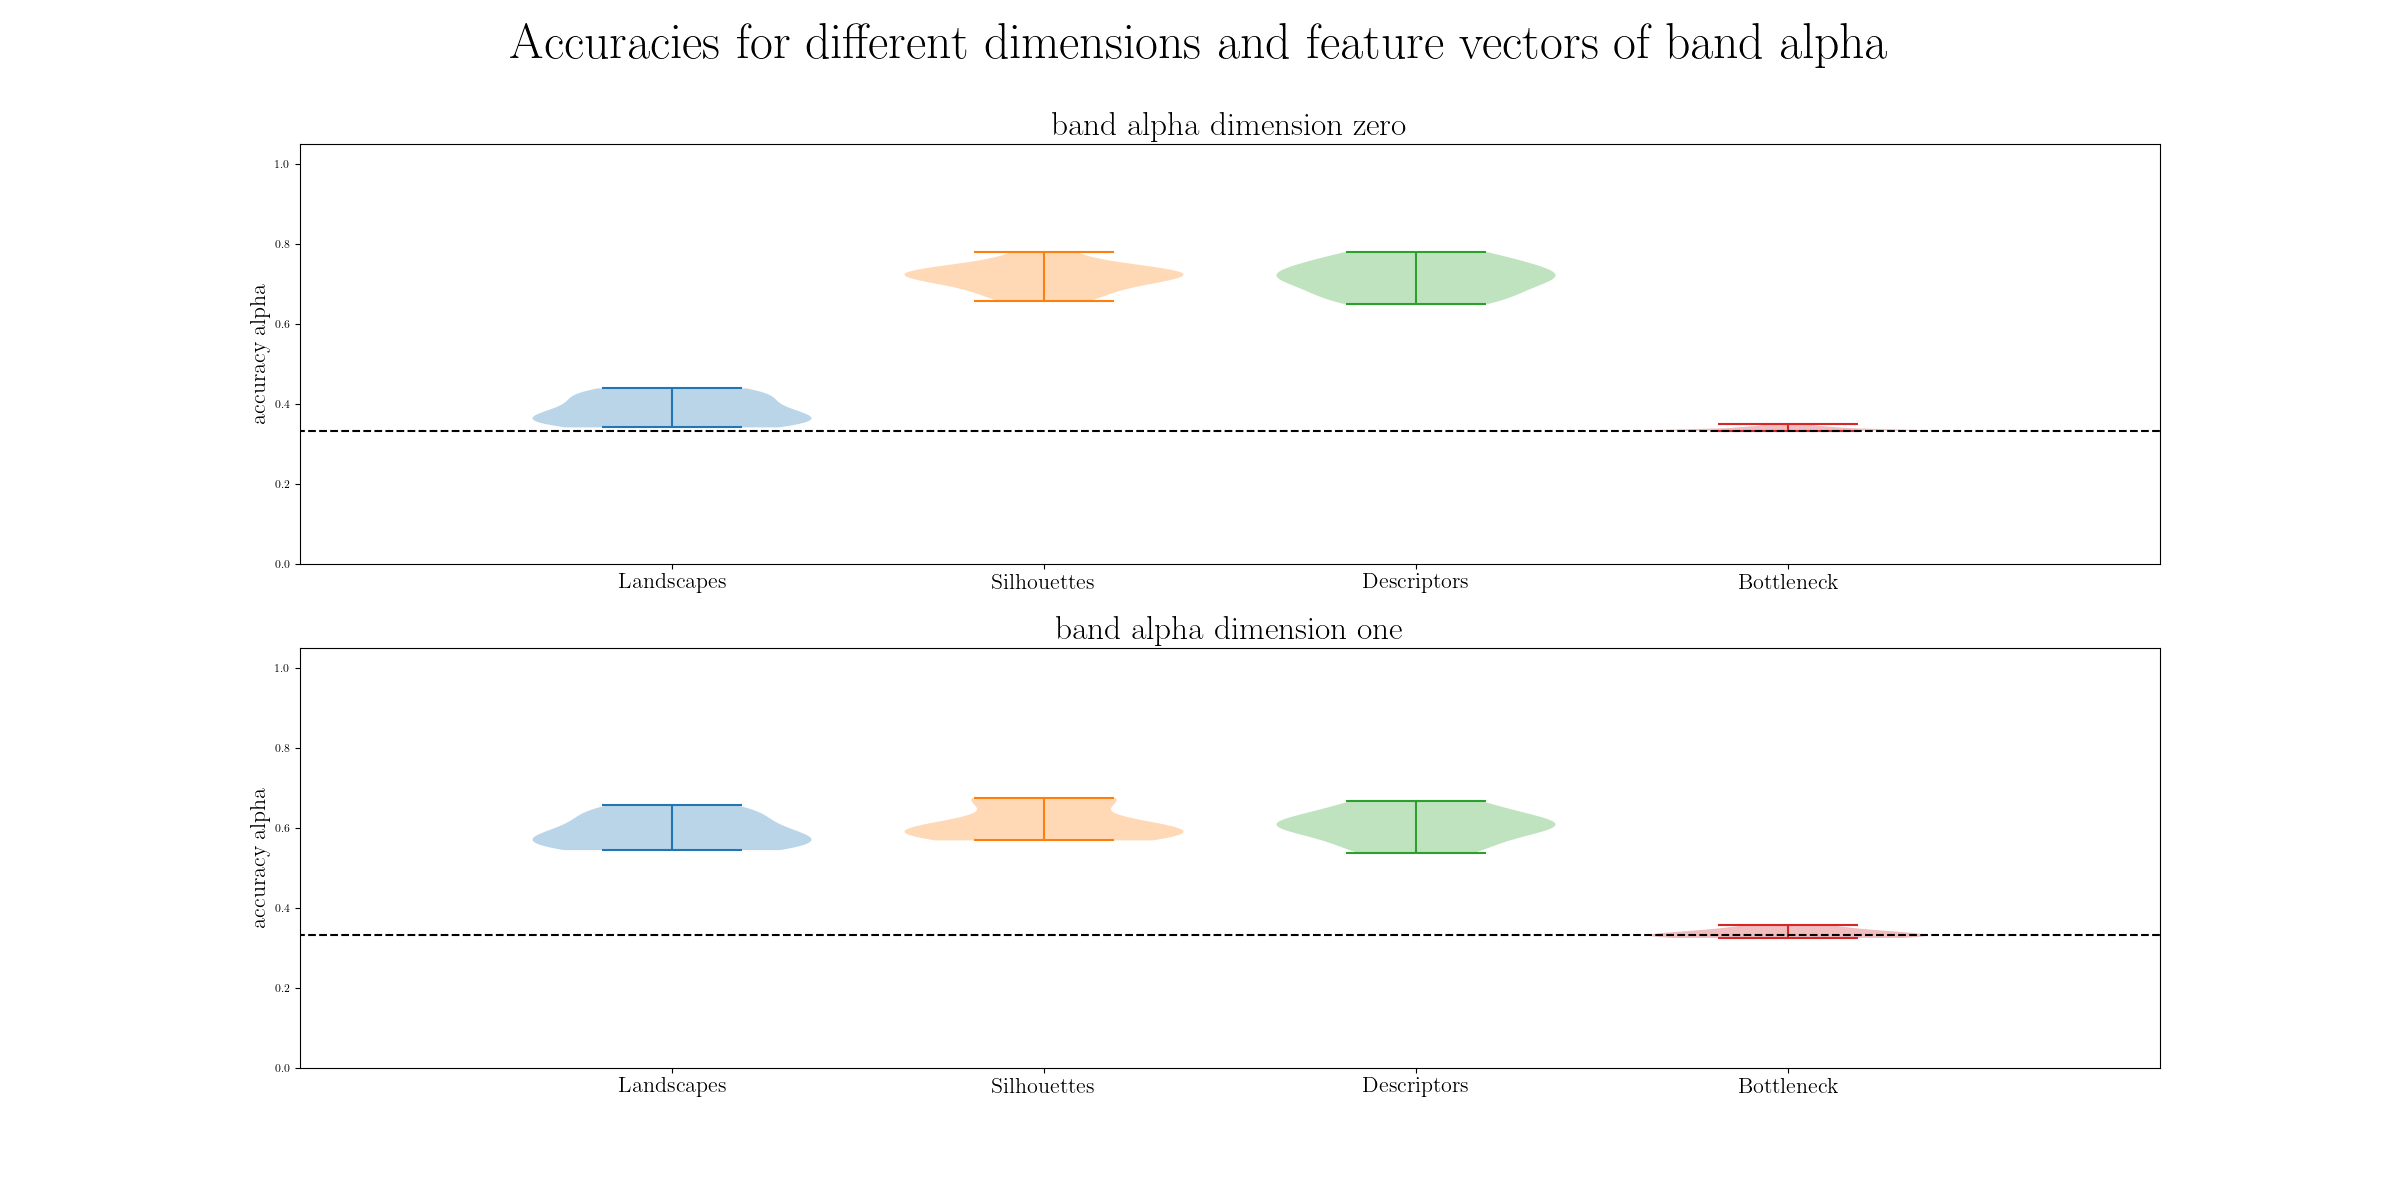 Accuracies for different dimensions and feature vectors of band alpha
band alpha dimension zero
accuracy alpha
1.0
0.8
0.6
0.4
0.2
0.0
Landscapes Silhouettes Descriptors Bottleneck
band alpha dimension one
accuracy alpha
1.0
0.8
0.6
0.4
0.2
0.0
Landscapes Silhouettes Descriptors Bottleneck